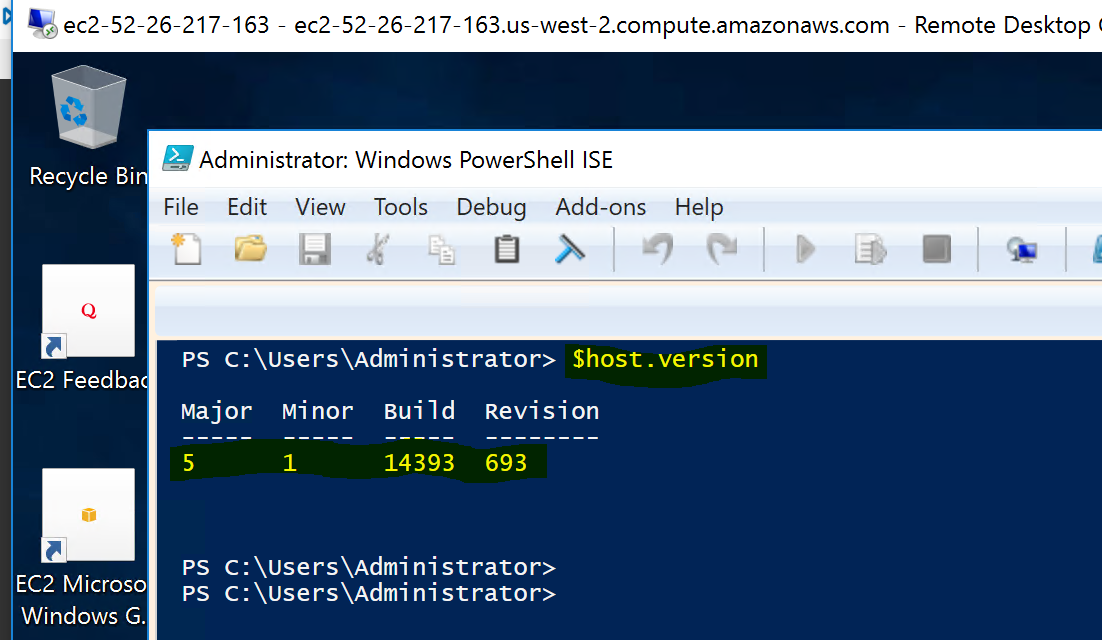 ec2-52-26-217-163 - ec2-52-26-217-163.us-west-2.compute.amazonaws.com - Remote Desktop
Recycle Bin
Administrator: Windows PowerShell ISE
File Edit View Tools Debug Add-ons Help
Q
EC2 Feedbac
PS C:\Users\Administrator> $host.version
Major Minor Build Revision
----- ----- ----- --------
5 1 14393 693
EC2 Microso
Windows G.
PS C:\Users\Administrator>
PS C:\Users\Administrator>